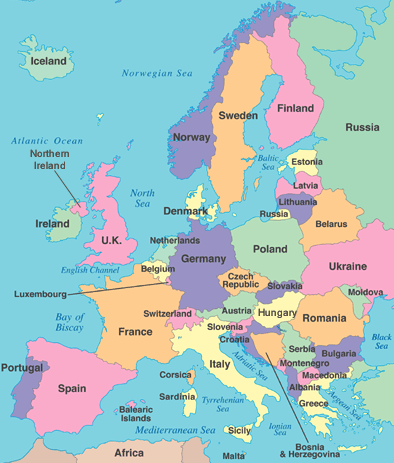 Iceland
Norwegian Sea
Sweden
Finland
Russia
Norway
Atlantic Ocean
Northern
Ireland
Baltic
Sea
Estonia
Latvia
Lithuania
North
Sea
Denmark
Russia
Ireland
U.K.
Belarus
Netherlands
Poland
Germany
English Channel
Belgium
Ukraine
Luxembourg
Czech
Republic
Slovakia
Moldova
Bay of
Biscay
Switzerland
Austria
Hungary
Romania
France
Slovenia
Croatia
Black
Sea
Serbia
Bulgaria
Italy
Adriatic Sea
Montenegro
Portugal
Spain
Corsica
Macedonia
Albania
Sardinia
Tyrrehenian
Sea
Greece
Aegean Sea
Balearic
Islands
Mediterranean Sea
Sicily
Ionian
Sea
Africa
Malta
Bosnia
& Herzegovina